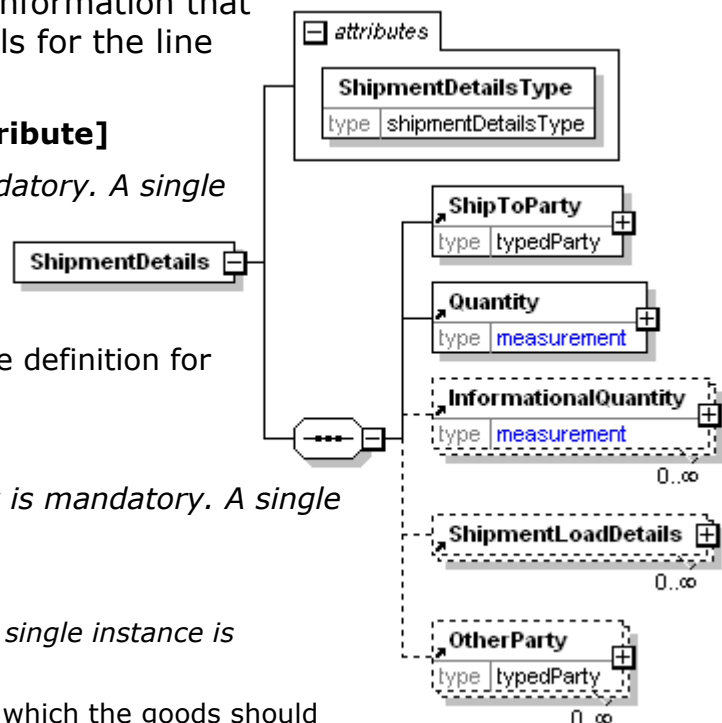 information that
ls for the line
ribute]
datory. A single
e definition for
is mandatory. A single
single instance is
which the goods should
attributes
ShipmentDetailsType
type shipmentDetailsType
ShipmentDetails
ShipToParty
type typedParty
Quantity
type measurement
InformationalQuantity
type measurement
0..∞
ShipmentLoadDetails
0..∞
OtherParty
type typedParty
0..∞